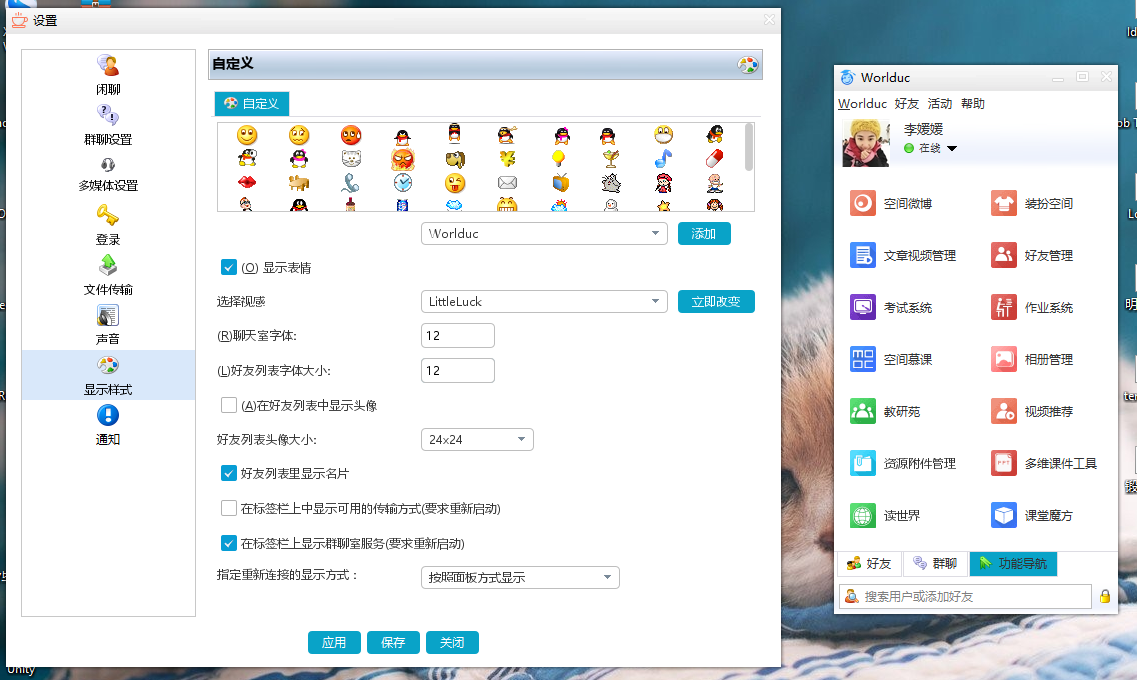 设置
闲聊
群聊设置
多媒体设置
登录
文件传输
声音
显示样式
通知
自定义
自定义
Worlduc
添加
(O) 显示表情
选择视感
LittleLuck
立即改变
(R)聊天室字体:
12
(L)好友列表字体大小:
12
(A)在好友列表中显示头像
好友列表头像大小:
24x24
好友列表里显示名片
在标签栏上中显示可用的传输方式(要求重新启动)
在标签栏上显示群聊室服务(要求重新启动)
指定重新连接的显示方式：
按照面板方式显示
应用
保存
关闭
Unity
Worlduc
Worlduc 好友 活动 帮助
李媛媛
在线
空间微博
装扮空间
文章视频管理
好友管理
考试系统
作业系统
空间慕课
相册管理
教研苑
视频推荐
资源附件管理
多维课件工具
读世界
课堂魔方
好友
群聊
功能导航
搜索用户或添加好友